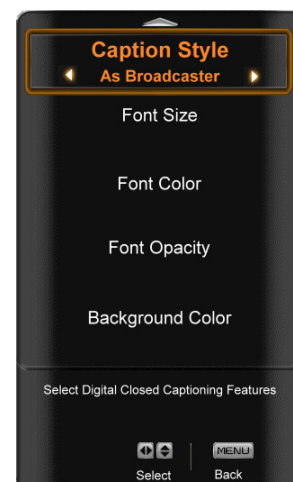 Caption Style
As Broadcaster
Font Size
Font Color
Font Opacity
Background Color
Select Digital Closed Captioning Features
MENU
Select Back